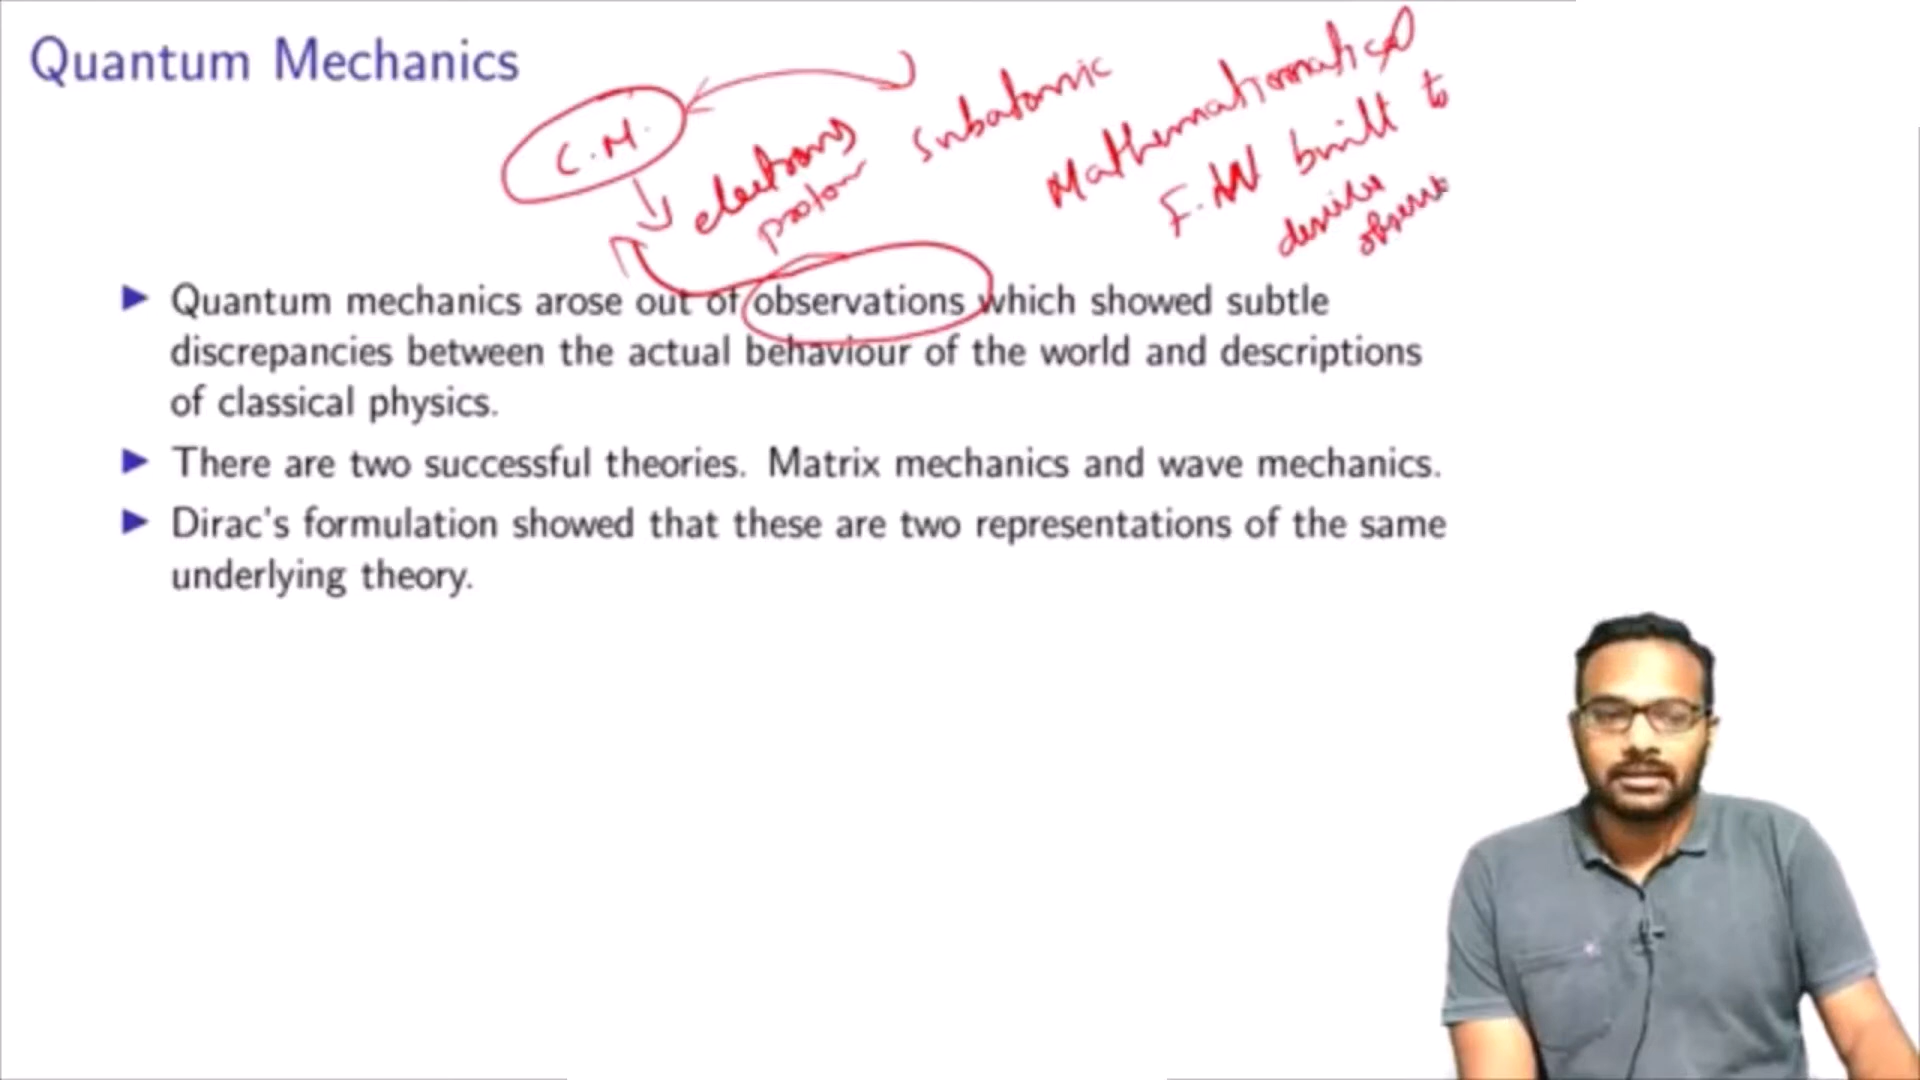 Quantum Mechanics
C.M.
electrons
proton
subatomic
Mathematical
F.W built to
observe
Quantum mechanics arose out of observations which showed subtle
discrepancies between the actual behaviour of the world and descriptions
of classical physics.
There are two successful theories. Matrix mechanics and wave mechanics.
Dirac's formulation showed that these are two representations of the same
underlying theory.